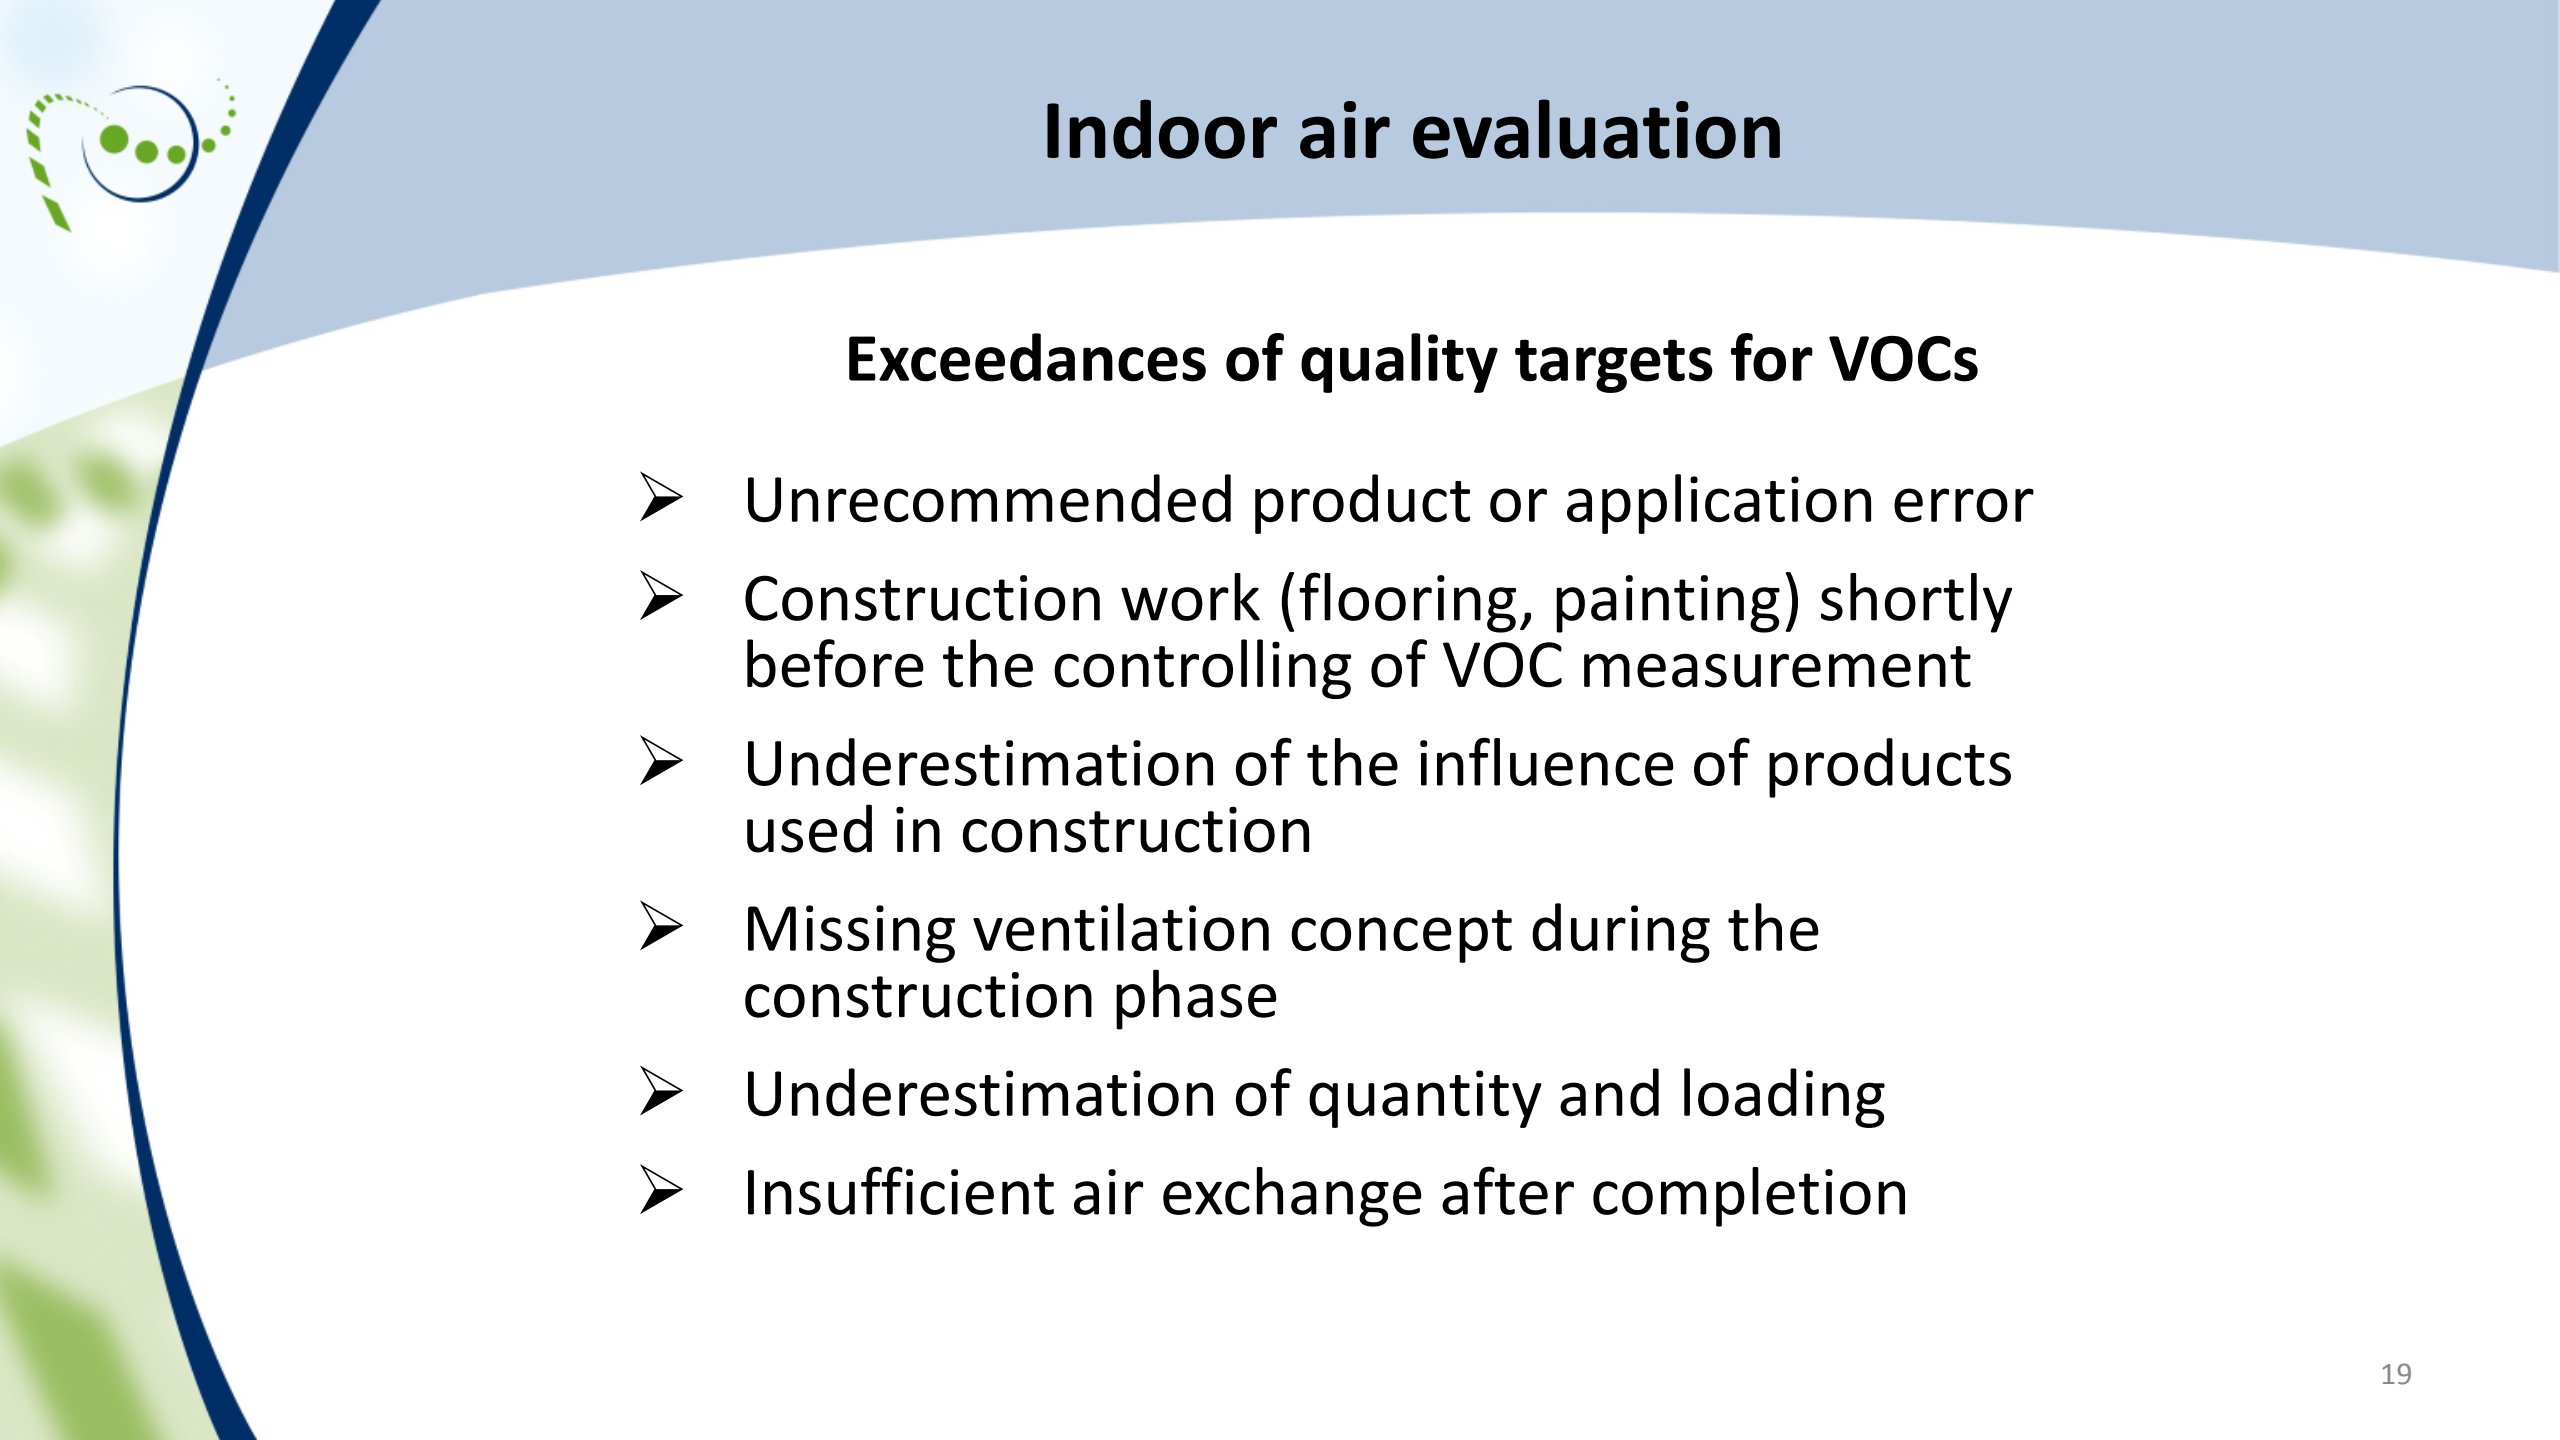 Indoor air evaluation
Exceedances of quality targets for VOCs
Unrecommended product or application error
Construction work (flooring, painting) shortly
before the controlling of VOC measurement
Underestimation of the influence of products
used in construction
Missing ventilation concept during the
construction phase
Underestimation of quantity and loading
Insufficient air exchange after completion
19